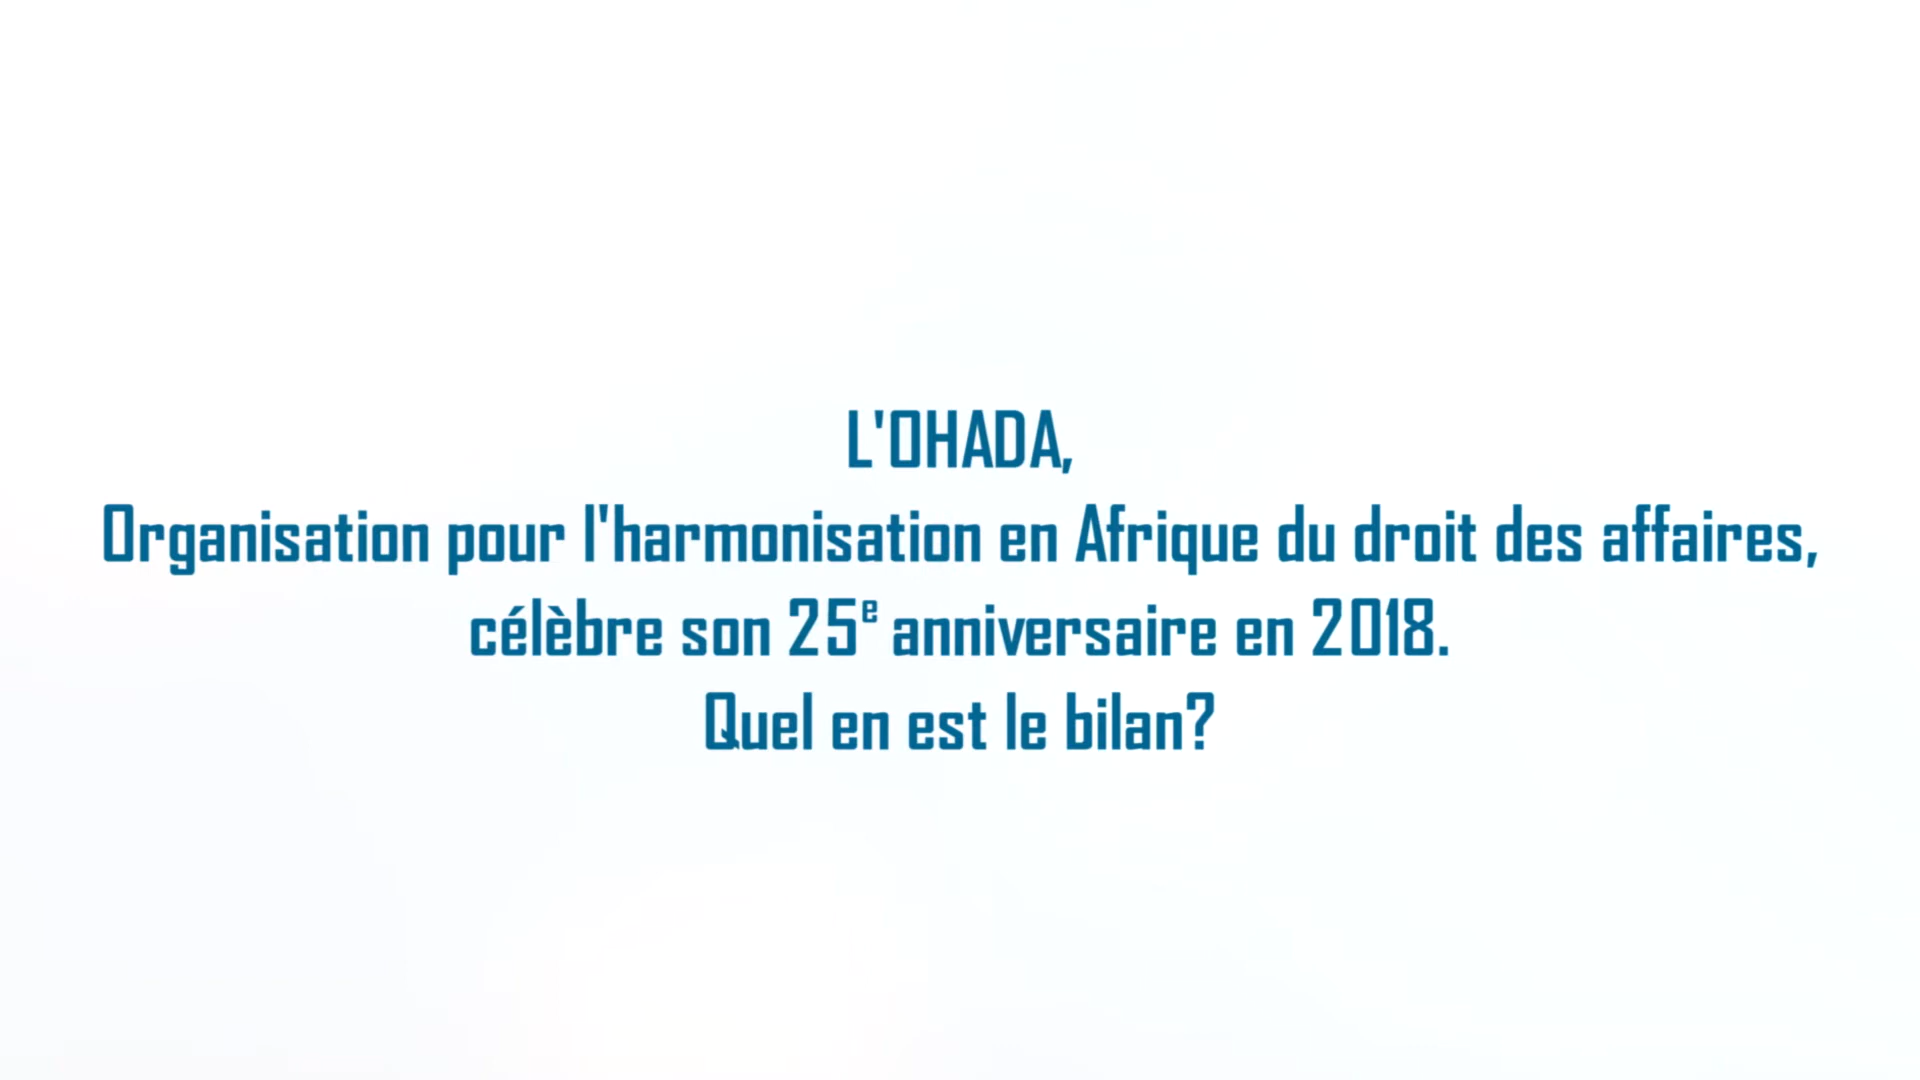 L'OHADA,
Organisation pour l'harmonisation en Afrique du droit des affaires,
célèbre son 25e anniversaire en 2018.
Quel en est le bilan?